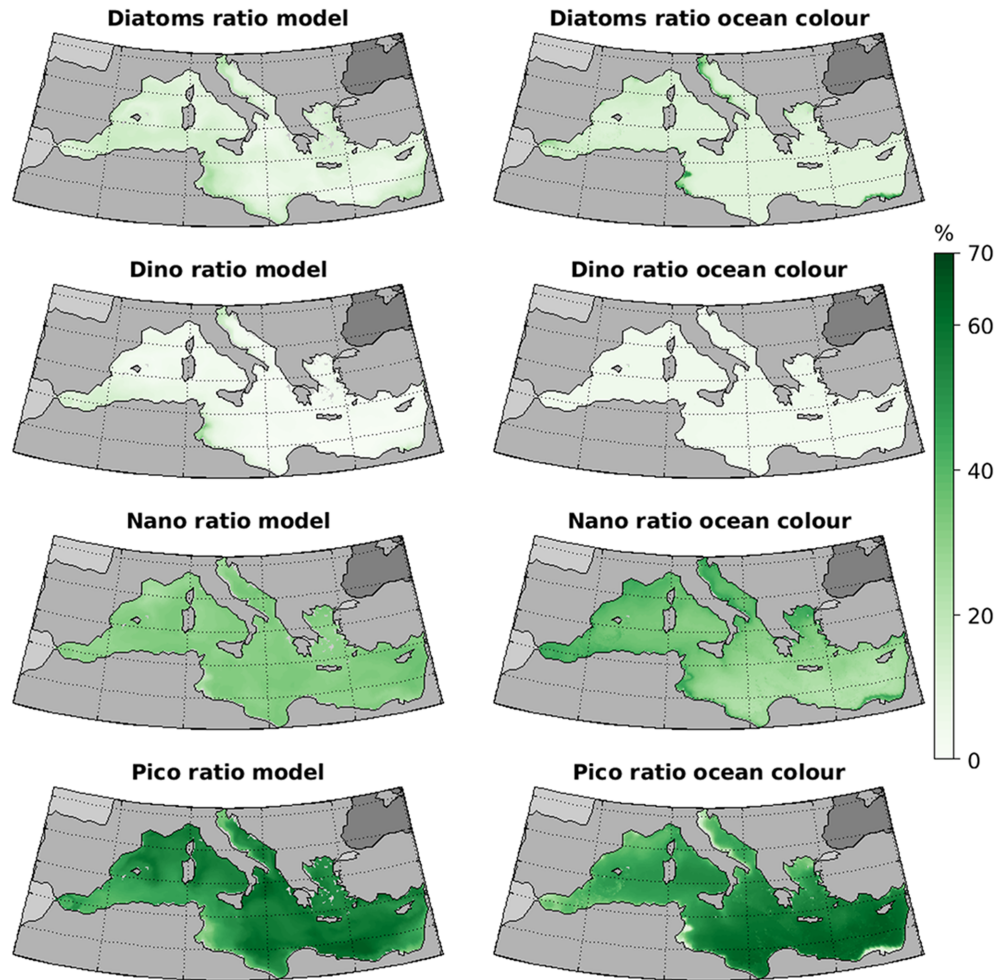 Diatoms ratio model
Diatoms ratio ocean colour
Dino ratio model
Dino ratio ocean colour
Nano ratio model
Nano ratio ocean colour
Pico ratio model
Pico ratio ocean colour
%
70
60
40
20
0